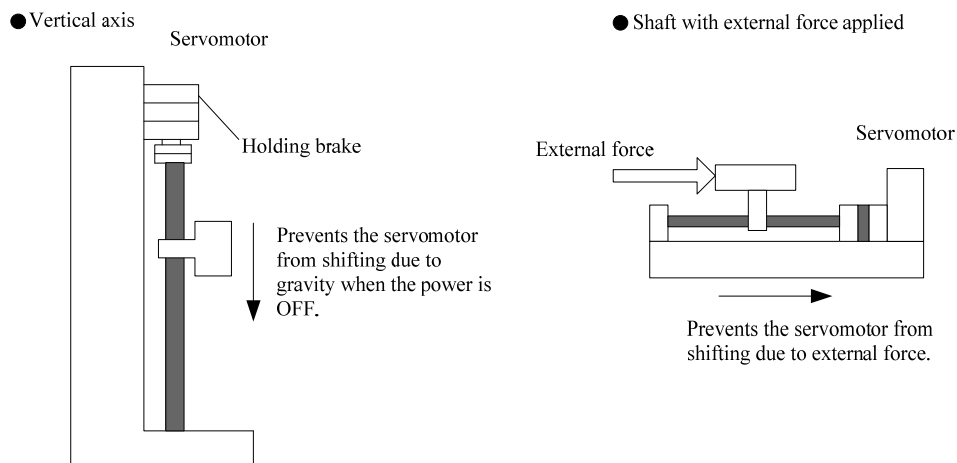 ● Vertical axis
Servomotor
Holding brake
Prevents the servomotor
from shifting due to
gravity when the power is
OFF.
● Shaft with external force applied
Servomotor
External force
Prevents the servomotor from
shifting due to external force.